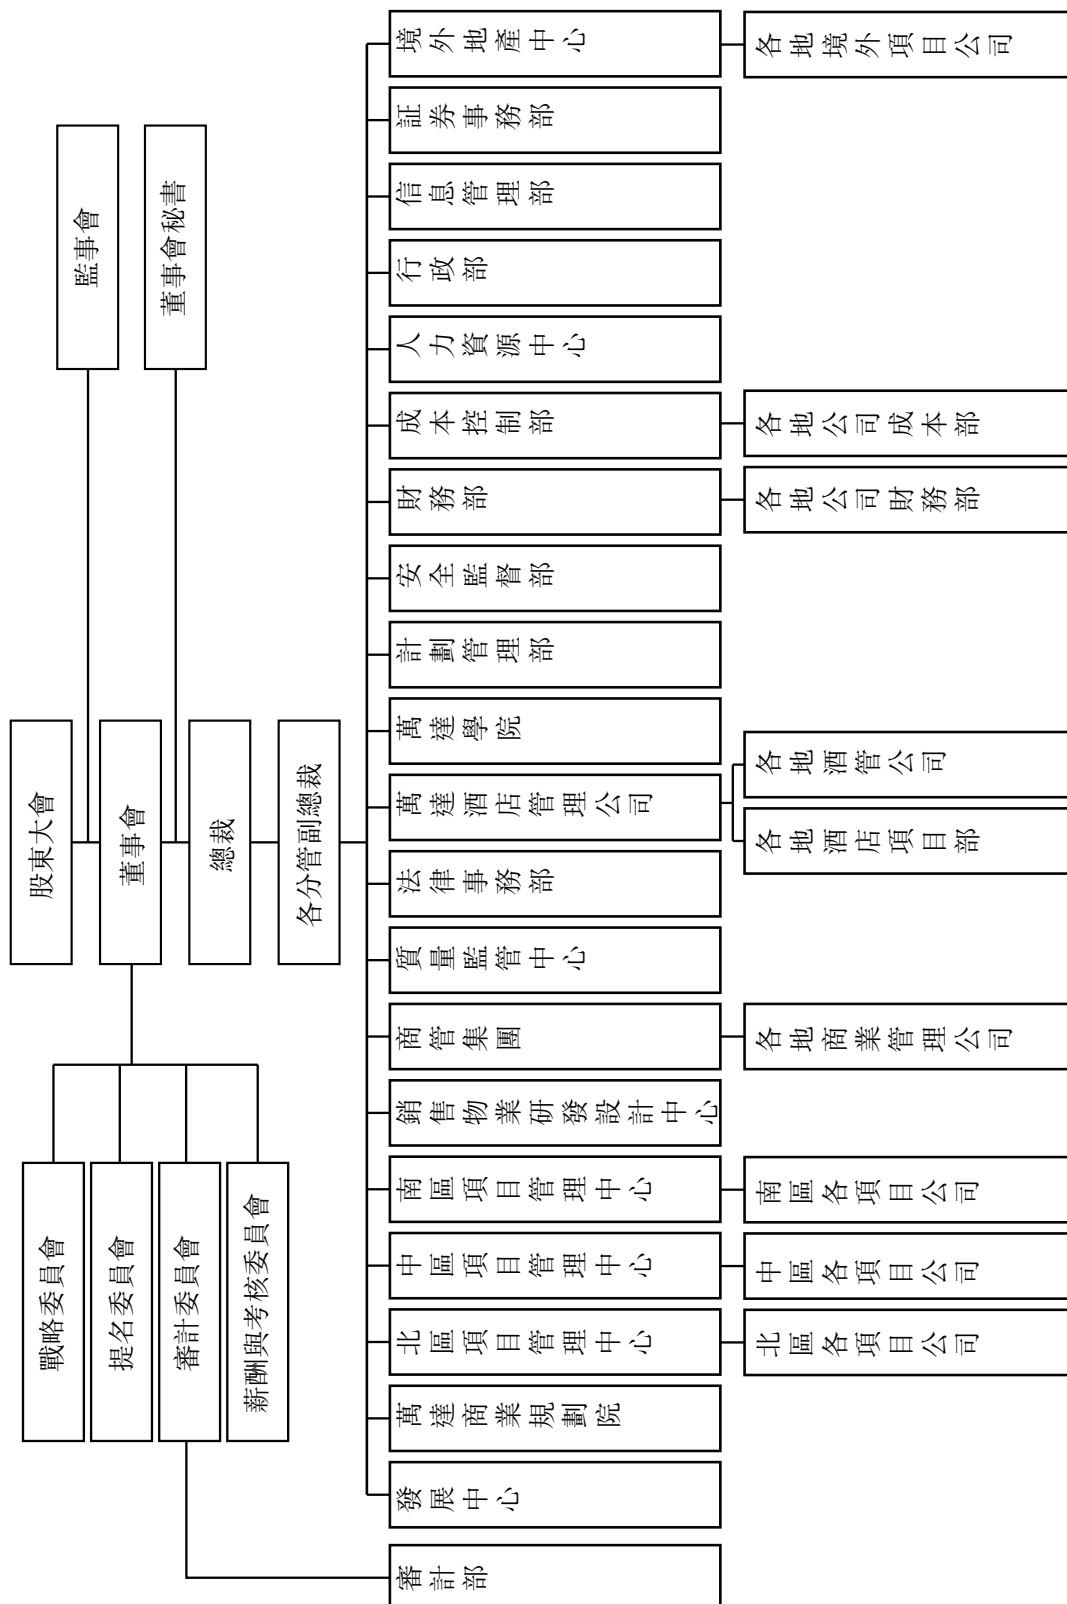 股東大會
監事會
董事會
董事會秘書
總裁
各分管副總裁
戰略委員會
提名委員會
審計委員會
薪酬與考核委員會
審計部
發展中心
萬達商業規劃院
北區項目管理中心
中區項目管理中心
南區項目管理中心
銷售物業研發設計中心
商管集團
質量監管中心
法律事務部
萬達酒店管理公司
萬達學院
計劃管理部
安全監督部
財務部
成本控制部
人力資源中心
行政部
信息管理部
証券事務部
境外地產中心
北區各項目公司
中區各項目公司
南區各項目公司
各地商業管理公司
各地酒店項目部
各地酒管公司
各地公司財務部
各地公司成本部
各地境外項目公司